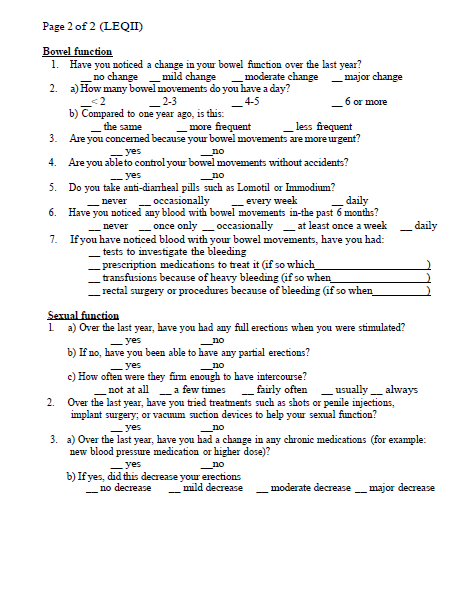 Page 2 of 2 (LEQII)
Bowel function
1. Have you noticed a change in your bowel function over the last year?
__ no change __ mild change __ moderate change __ major change
2. a) How many bowel movements do you have a day?
__ < 2 __ 2-3 __ 4-5 __ 6 or more
b) Compared to one year ago, is this:
__ the same __ more frequent __ less frequent
3. Are you concerned because your bowel movements are more urgent?
__ yes __ no
4. Are you able to control your bowel movements without accidents?
__ yes __ no
5. Do you take anti-diarrheal pills such as Lomotil or Immodium?
__ never __ occasionally __ every week __ daily
6. Have you noticed any blood with bowel movements in-the past 6 months?
__ never __ once only __ occasionally __ at least once a week __ daily
7. If you have noticed blood with your bowel movements, have you had:
__ tests to investigate the bleeding
__ prescription medications to treat it (if so which____________________)
__ transfusions because of heavy bleeding (if so when____________________)
__ rectal surgery or procedures because of bleeding (if so when____________)
Sexual function
1. a) Over the last year, have you had any full erections when you were stimulated?
__ yes __ no
b) If no, have you been able to have any partial erections?
__ yes __ no
c) How often were they firm enough to have intercourse?
__ not at all __ a few times __ fairly often __ usually __ always
2. Over the last year, have you tried treatments such as shots or penile injections,
implant surgery; or vacuum suction devices to help your sexual function?
__ yes __ no
3. a) Over the last year, have you had a change in any chronic medications (for example:
new blood pressure medication or higher dose)?
__ yes __ no
b) If yes, did this decrease your erections
__ no decrease __ mild decrease __ moderate decrease __ major decrease